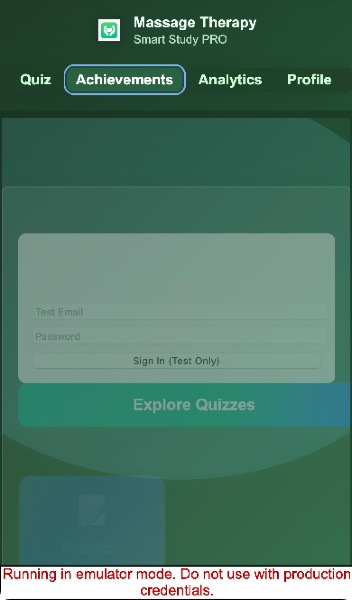 Massage Therapy
Smart Study PRO
Quiz Achievements Analytics Profile
Test Email
Password
Sign In (Test Only)
Explore Quizzes
Practice
Running in emulator mode. Do not use with production
credentials.